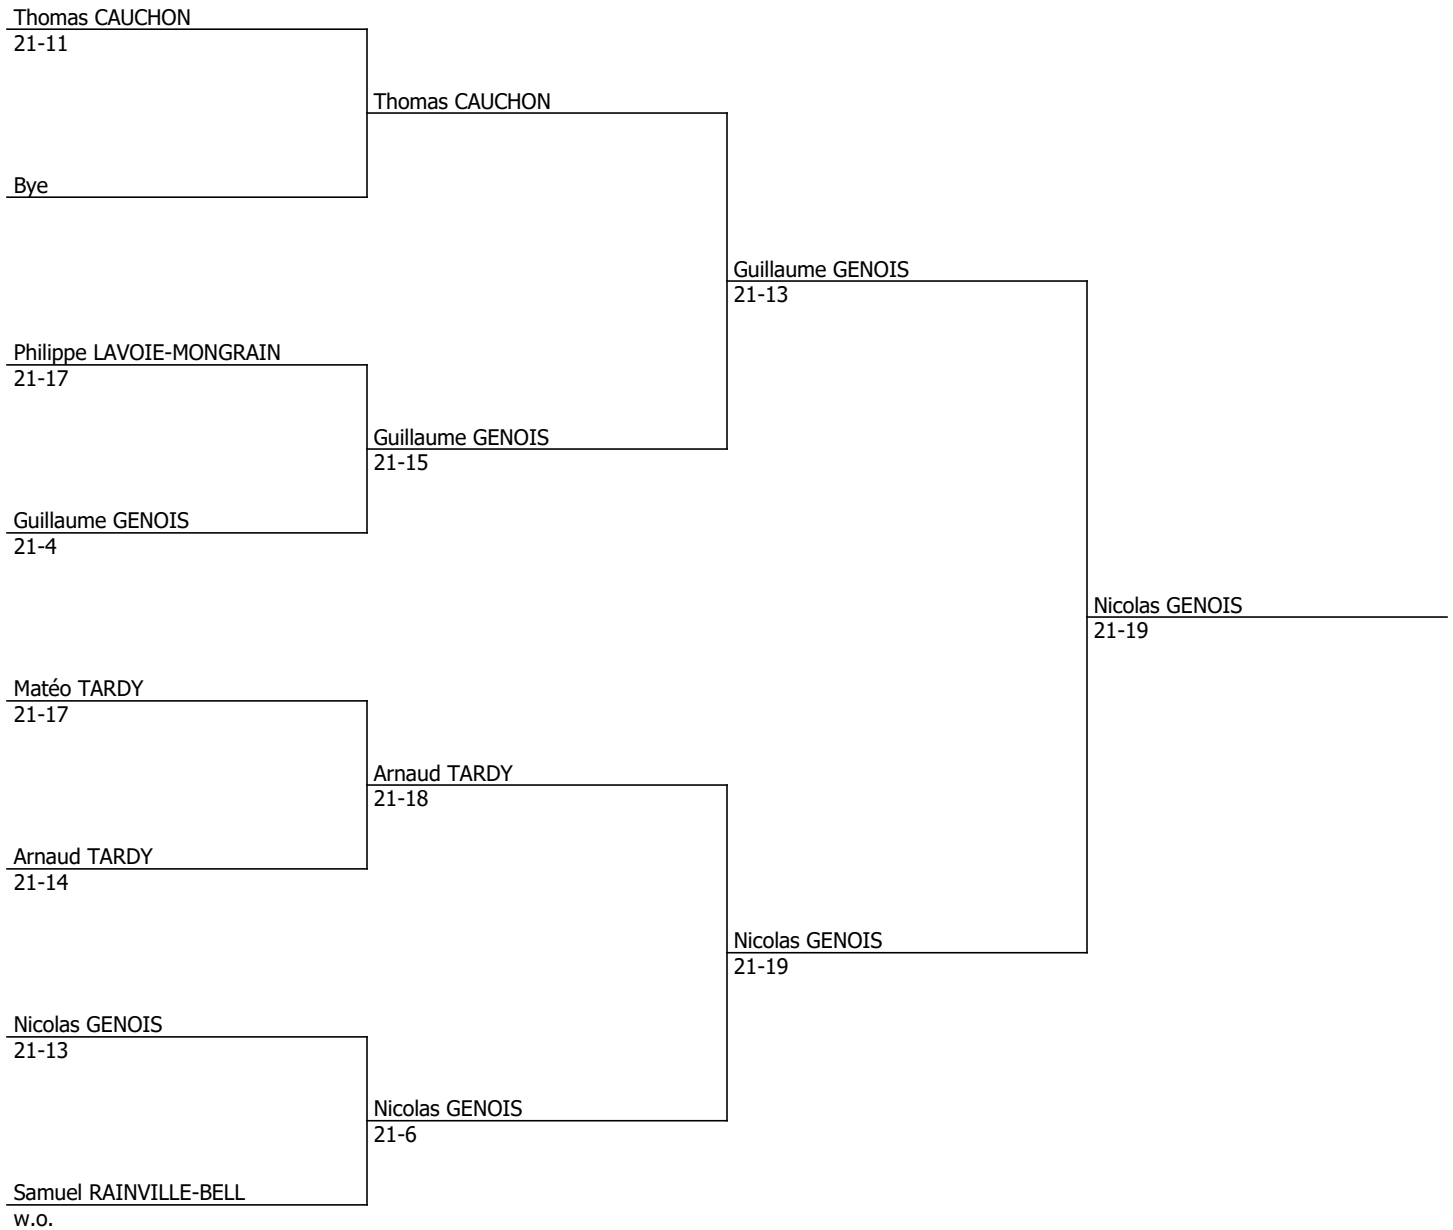 Thomas CAUCHON
21-11
Thomas CAUCHON
Bye
Guillaume GENOIS
21-13
Philippe LAVOIE-MONGRAIN
21-17
Guillaume GENOIS
21-15
Guillaume GENOIS
21-4
Nicolas GENOIS
21-19
Matéo TARDY
21-17
Arnaud TARDY
21-18
Arnaud TARDY
21-14
Nicolas GENOIS
21-19
Nicolas GENOIS
21-13
Nicolas GENOIS
21-6
Samuel RAINVILLE-BELL
w.o.